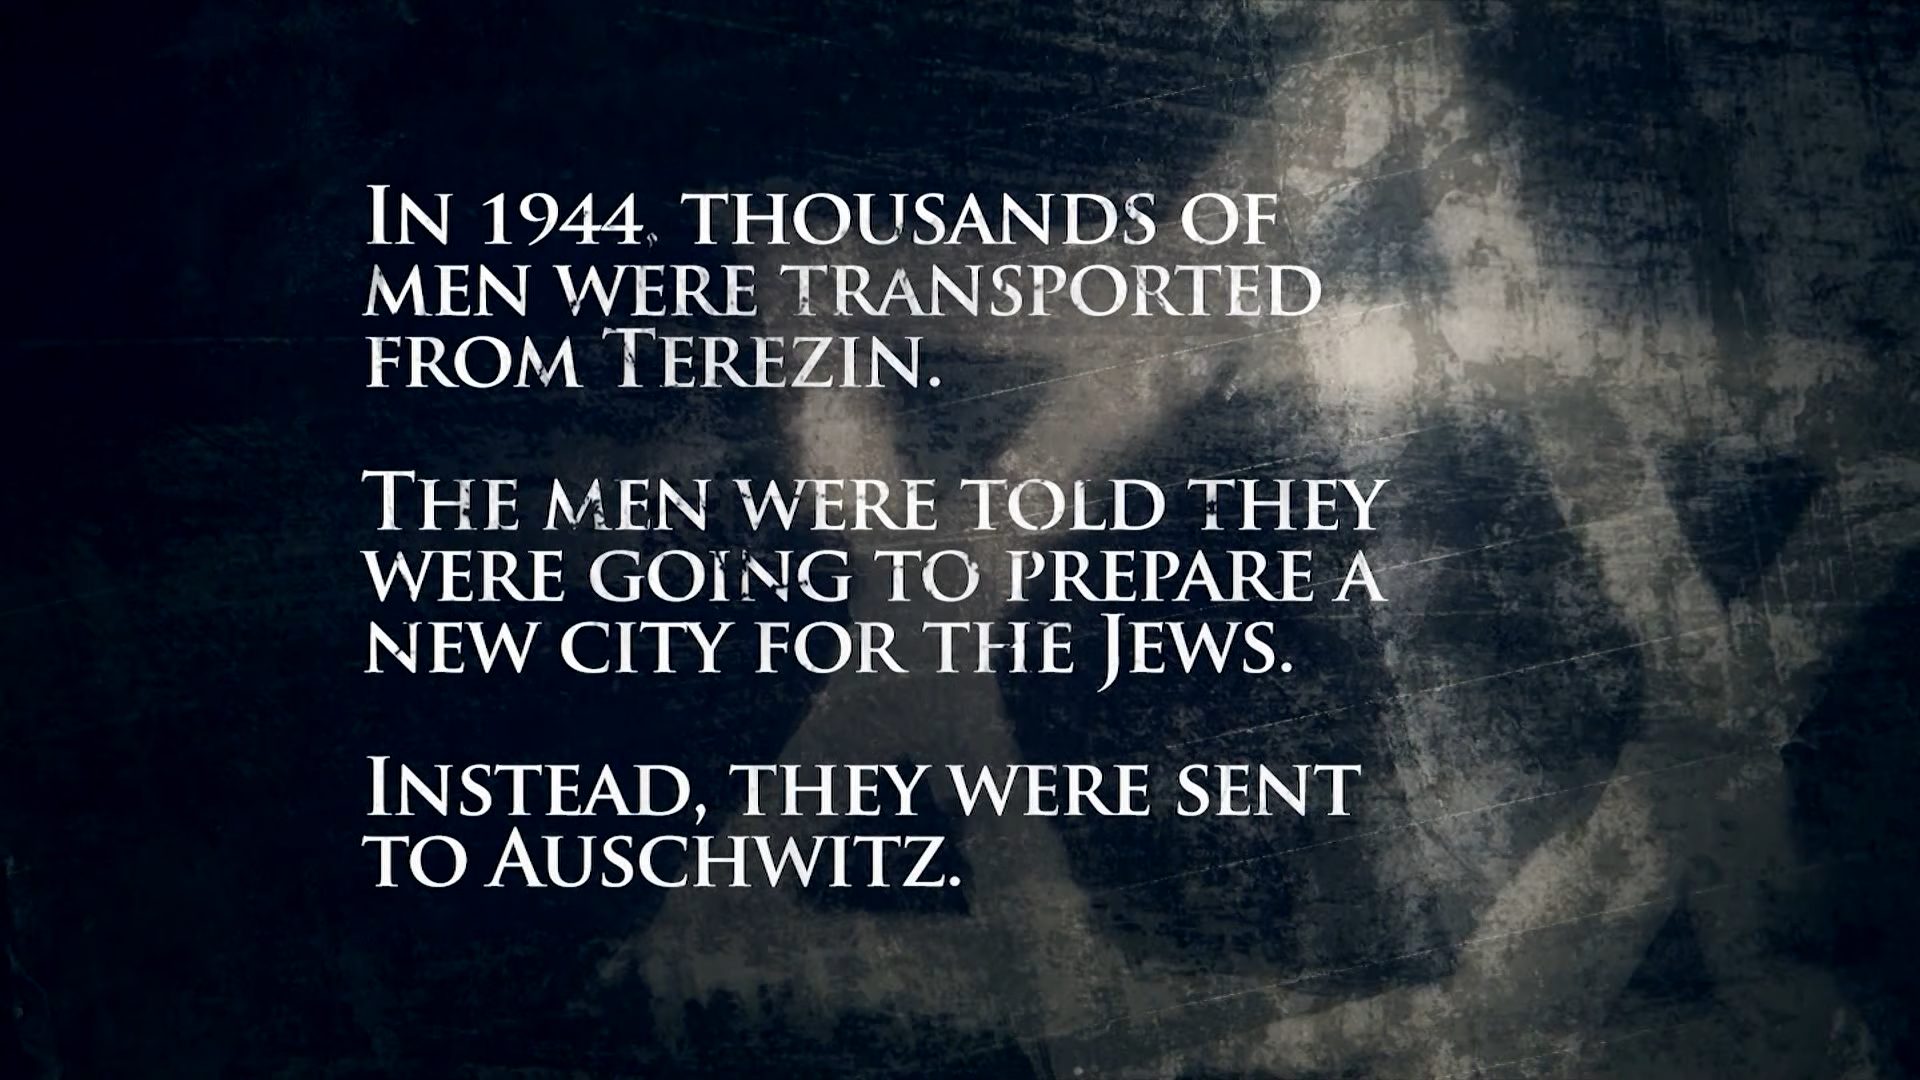 In 1944, thousands of
men were transported
from Terezin.
The men were told they
were going to prepare a
new city for the Jews.
Instead, they were sent
to Auschwitz.